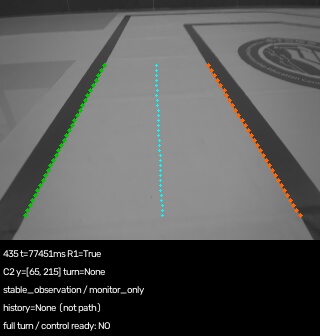 435 t=77451ms R1=True
C2 y=[65, 215] turn=None
stable_observation / monitor_only
history=None (not path)
full turn / control ready: NO